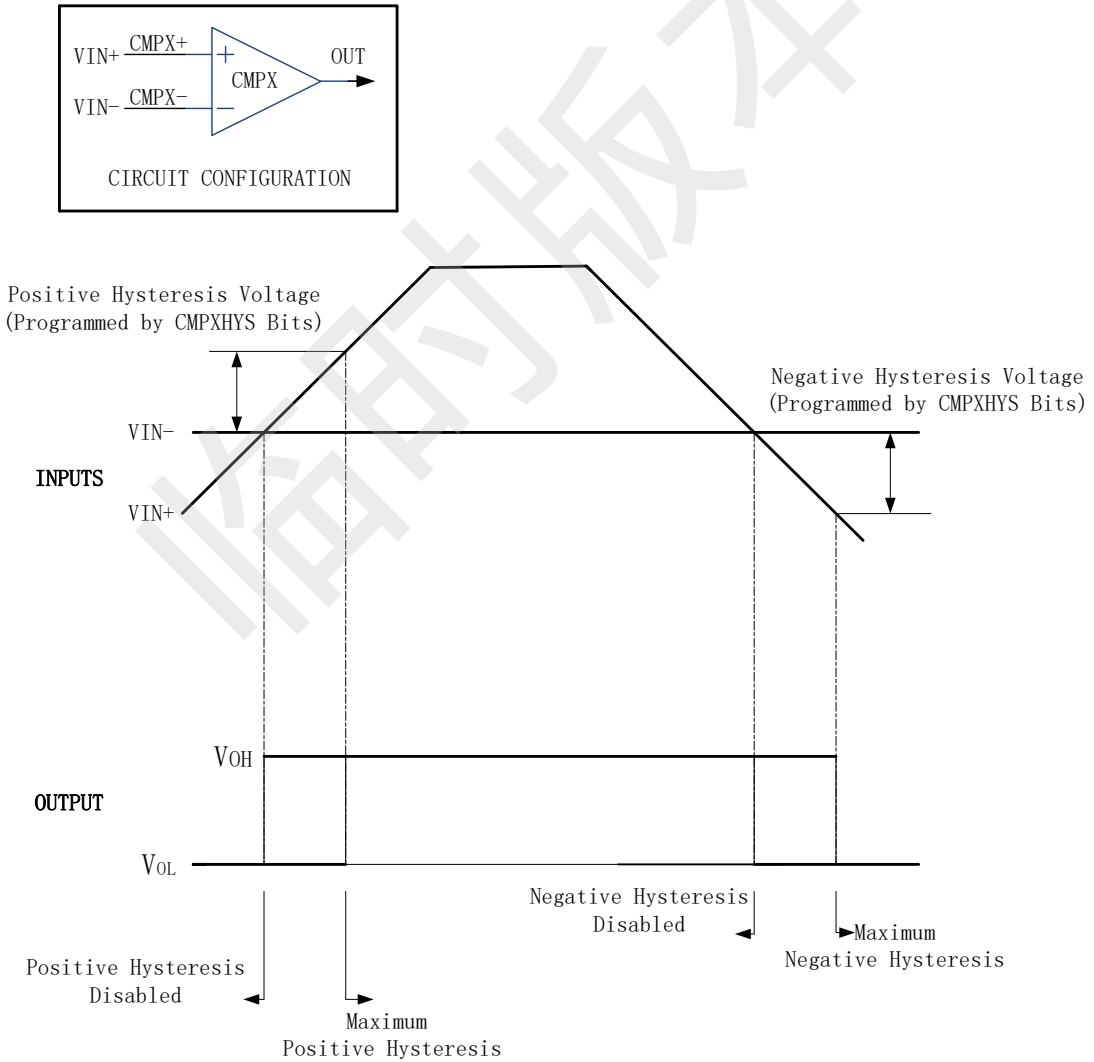 CMPX+
VIN+
+
OUT
CMPX
CMPX-
VIN-
−
CIRCUIT CONFIGURATION
Positive Hysteresis Voltage
(Programmed by CMPXHYS Bits)
Negative Hysteresis Voltage
(Programmed by CMPXHYS Bits)
VIN-
INPUTS
VIN+
VOH
OUTPUT
VOL
Negative Hysteresis
Disabled
Maximum
Negative Hysteresis
Positive Hysteresis
Disabled
Maximum
Positive Hysteresis
临时版本